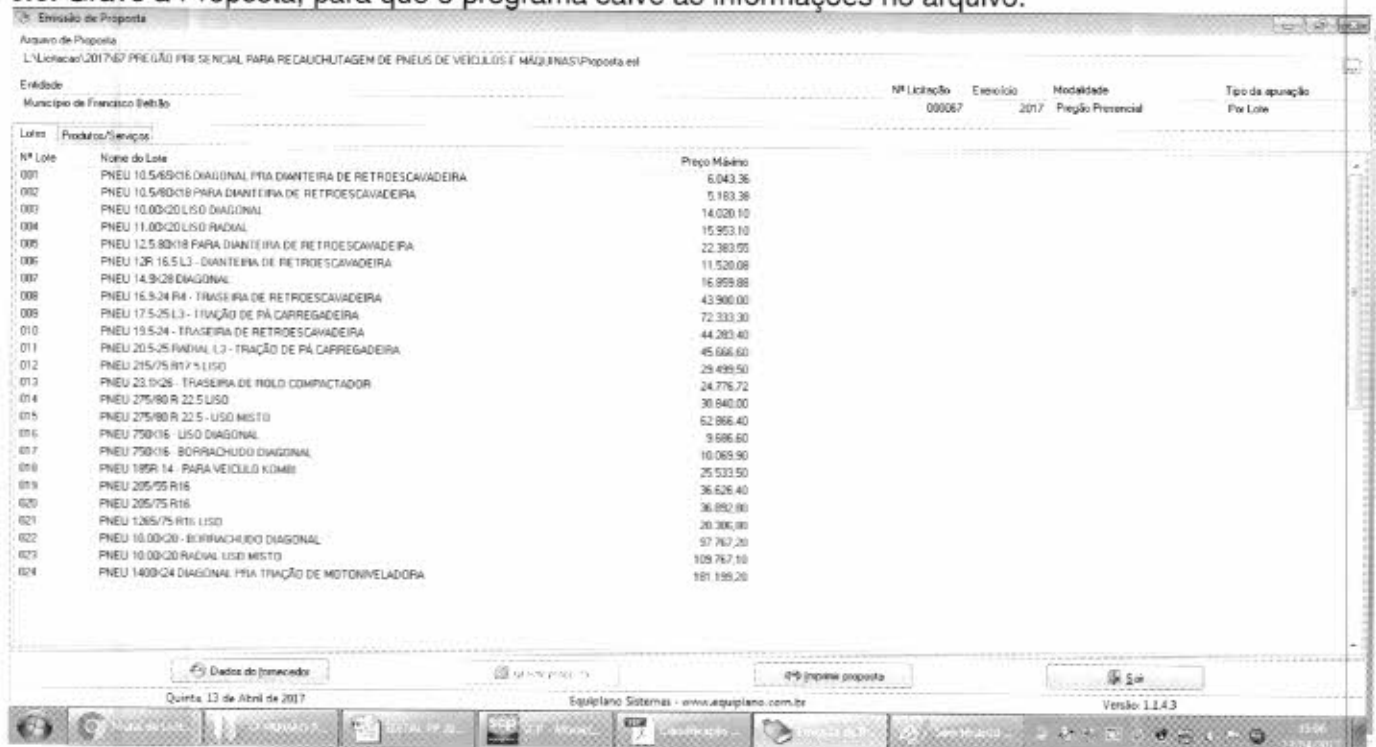 Grave a Proposta, para que o programa salve as informações no arquivo.
Emissão de Proposta
Arquivo de Proposta
L:\Licitacao\2017\67 PREGÃO PRESENCIAL PARA RECAUCHUTAGEM DE PNEUS DE VEÍCULOS E MÁQUINAS\Proposta.esl
Entidade Nº Licitação Exercício Modalidade Tipo da apuração
Município de Francisco Beltrão 000067 2017 Pregão Presencial Por Lote
Lotes Produtos/Serviços
Nº Lote Nome do Lote Preço Máximo
001 PNEU 10.5/65X16 DIAGONAL PRA DIANTEIRA DE RETROESCAVADEIRA 6.043,36
002 PNEU 10.5/80X18 PARA DIANTEIRA DE RETROESCAVADEIRA 5.183,36
003 PNEU 10.00X20 LISO DIAGONAL 14.020,10
004 PNEU 11.00X20 LISO RADIAL 15.953,10
005 PNEU 12.5.80X18 PARA DIANTEIRA DE RETROESCAVADEIRA 22.383,55
006 PNEU 12R 16.5 L3 - DIANTEIRA DE RETROESCAVADEIRA 11.520,08
007 PNEU 14.9X28 DIAGONAL 16.959,88
008 PNEU 16.9-24 R4 - TRASEIRA DE RETROESCAVADEIRA 43.900,00
009 PNEU 17.5-25 L3 - TRAÇÃO DE PÁ CARREGADEIRA 72.333,30
010 PNEU 19.5-24 - TRASEIRA DE RETROESCAVADEIRA 44.283,40
011 PNEU 20.5-25 RADIAL L3 - TRAÇÃO DE PÁ CARREGADEIRA 45.666,60
012 PNEU 215/75 R17.5 LISO 29.499,50
013 PNEU 23.1X26 - TRASEIRA DE ROLO COMPACTADOR 24.776,72
014 PNEU 275/80 R 22.5 LISO 30.840,00
015 PNEU 275/80 R 22.5 - USO MISTO 62.866,40
016 PNEU 750X16 - LISO DIAGONAL 9.686,60
017 PNEU 750X16 - BORRACHUDO DIAGONAL 10.069,90
018 PNEU 185R 14 - PARA VEICULO KOMBI 25.533,50
019 PNEU 205/55 R16 36.626,40
020 PNEU 205/75 R16 36.892,80
021 PNEU 1265/75 R16 LISO 20.306,80
022 PNEU 10.00X20 - BORRACHUDO DIAGONAL 97.767,20
023 PNEU 10.00X20 RADIAL USO MISTO 109.767,10
024 PNEU 1400X24 DIAGONAL PRA TRAÇÃO DE MOTONIVELADORA 181.199,20
Dados do fornecedor Imprimir proposta Sair
Quinta, 13 de Abril de 2017 Equiplano Sistemas - www.equiplano.com.br Versão: 1.1.4.3